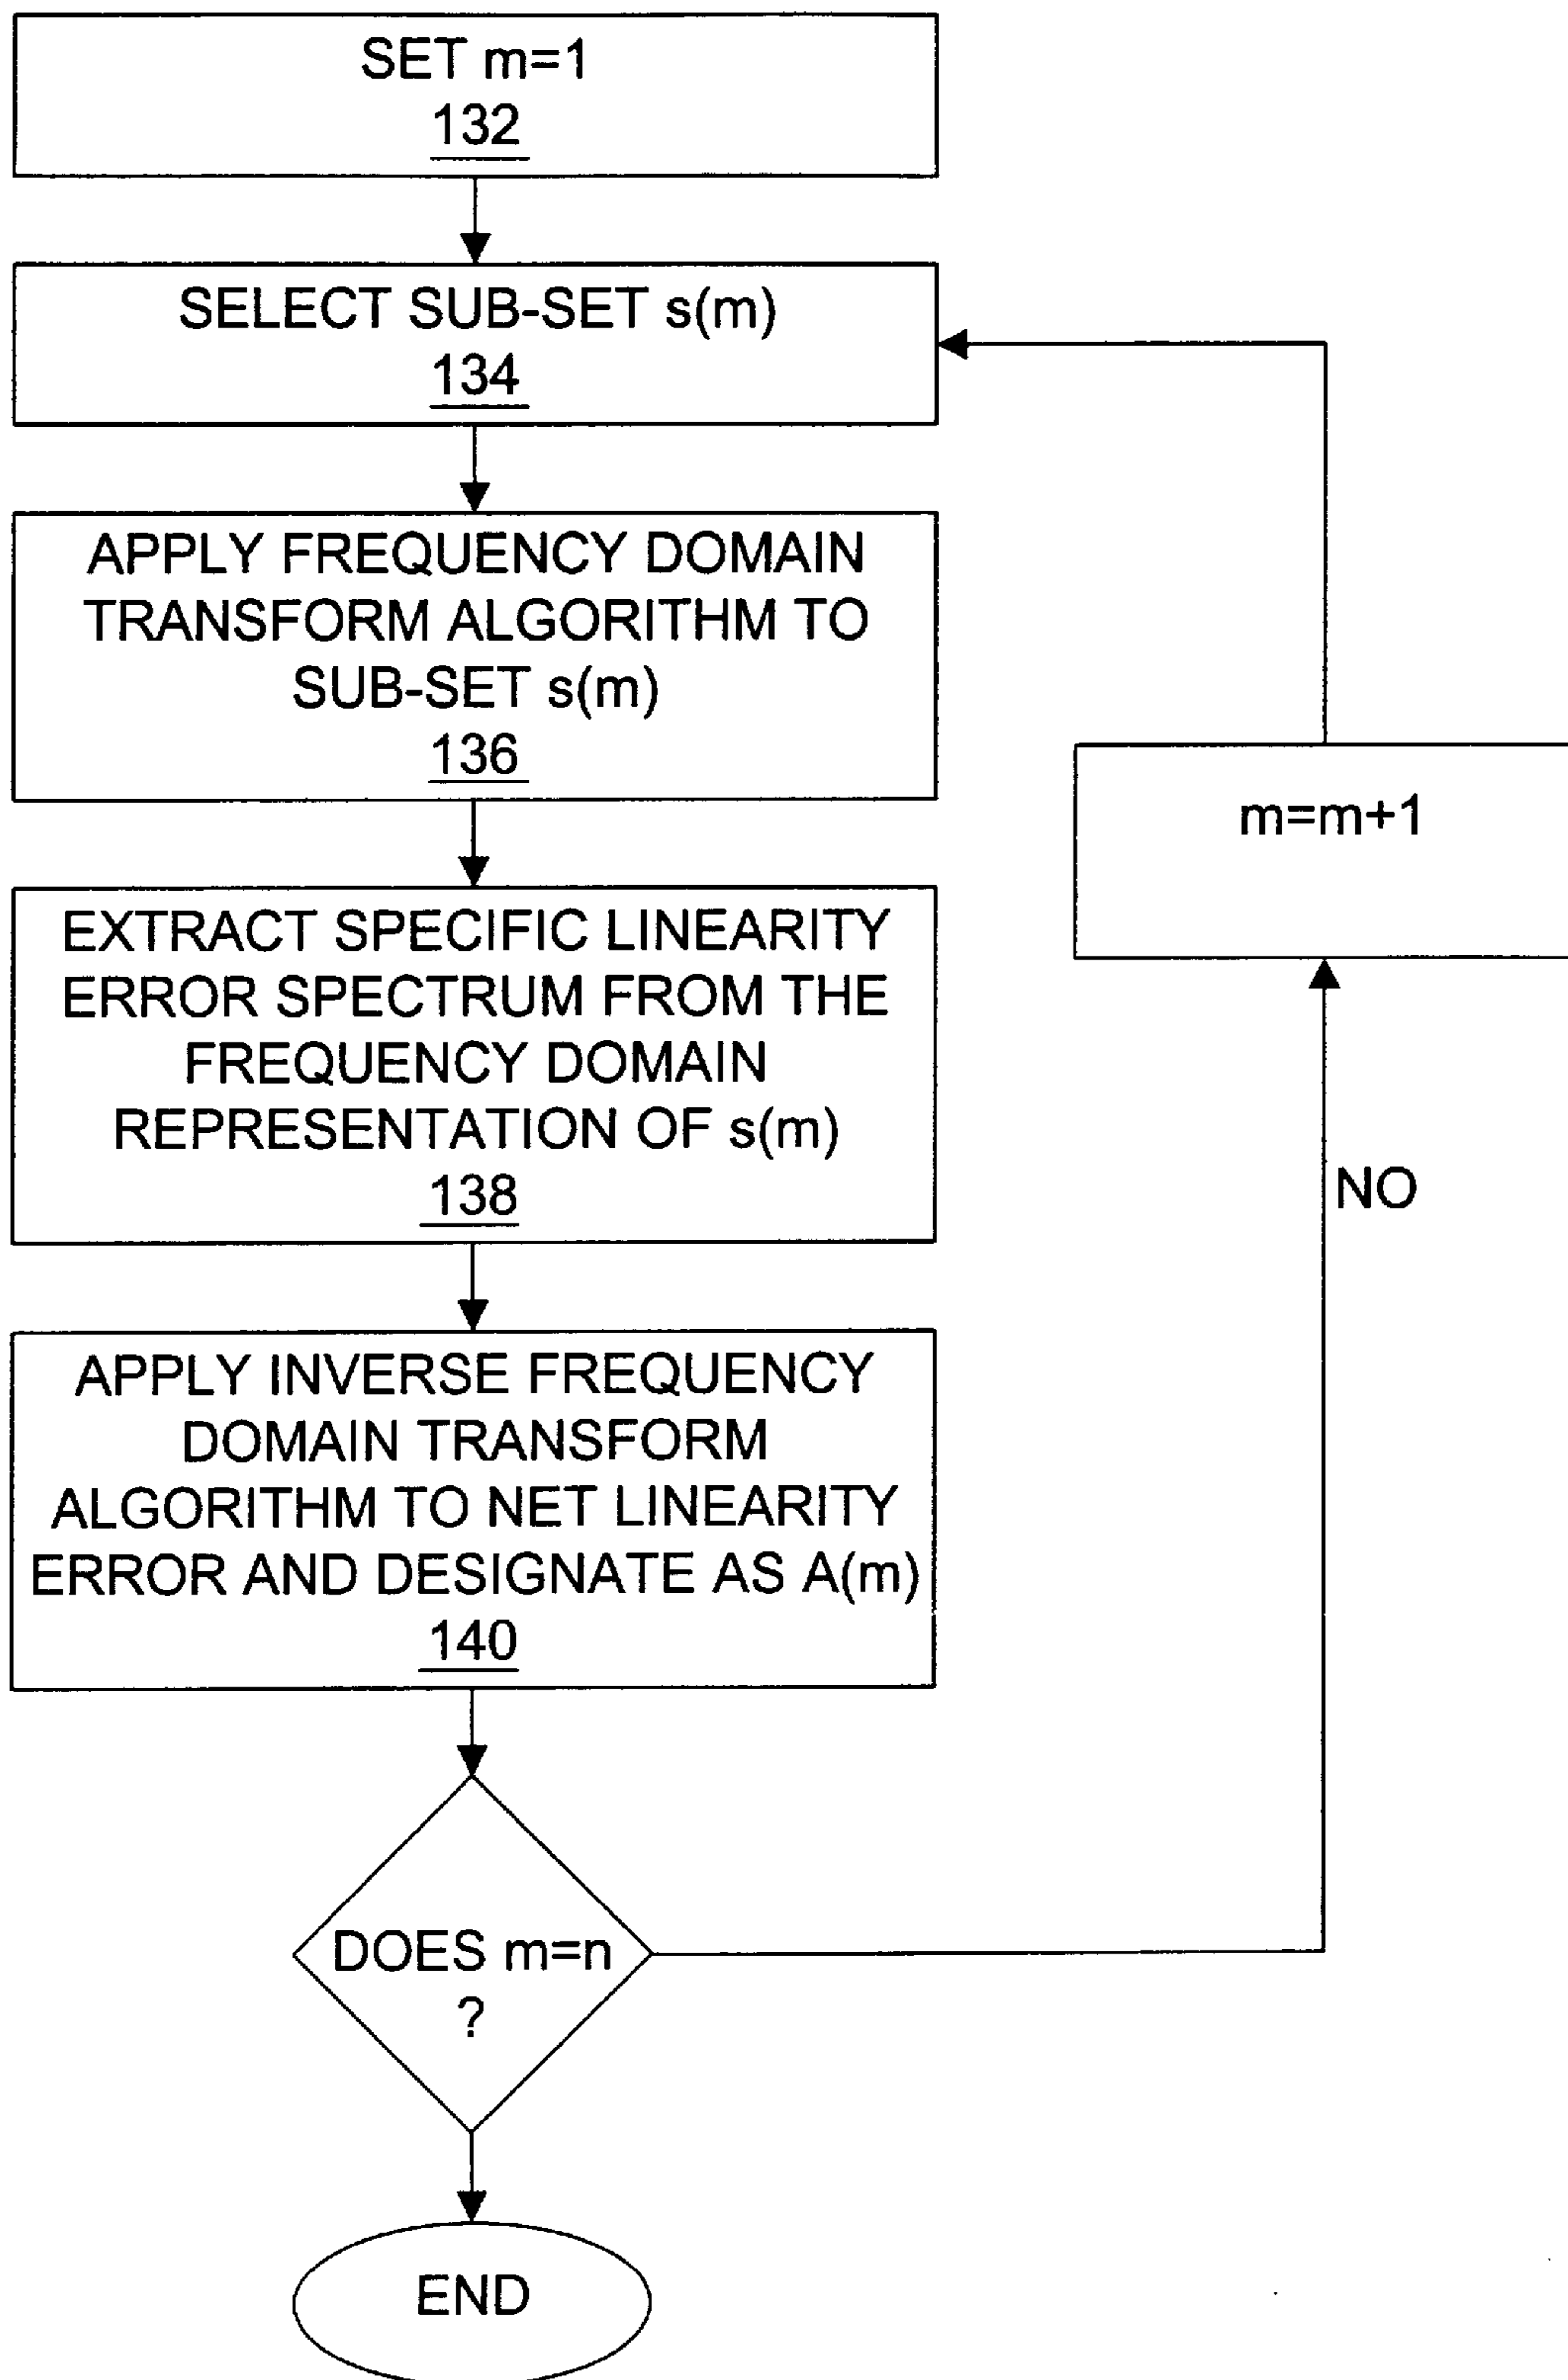 SET m=1
132
SELECT SUB-SET s(m)
134
APPLY FREQUENCY DOMAIN
TRANSFORM ALGORITHM TO
SUB-SET s(m)
136
m=m+1
EXTRACT SPECIFIC LINEARITY
ERROR SPECTRUM FROM THE
FREQUENCY DOMAIN
REPRESENTATION OF s(m)
138
NO
APPLY INVERSE FREQUENCY
DOMAIN TRANSFORM
ALGORITHM TO NET LINEARITY
ERROR AND DESIGNATE AS A(m)
140
DOES m=n
?
END